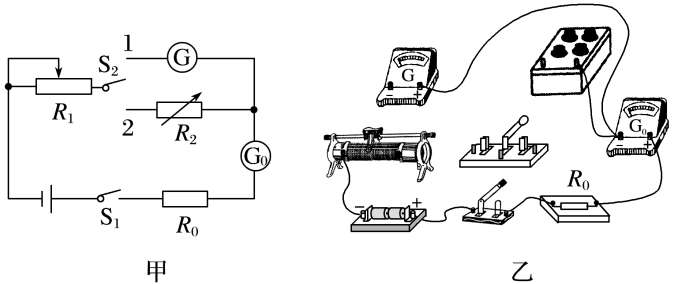 1
G
S₂
R₁
2
R₂
G₀
S₁
R₀
甲
G
- +
G₀
- +
R₀
- +
乙